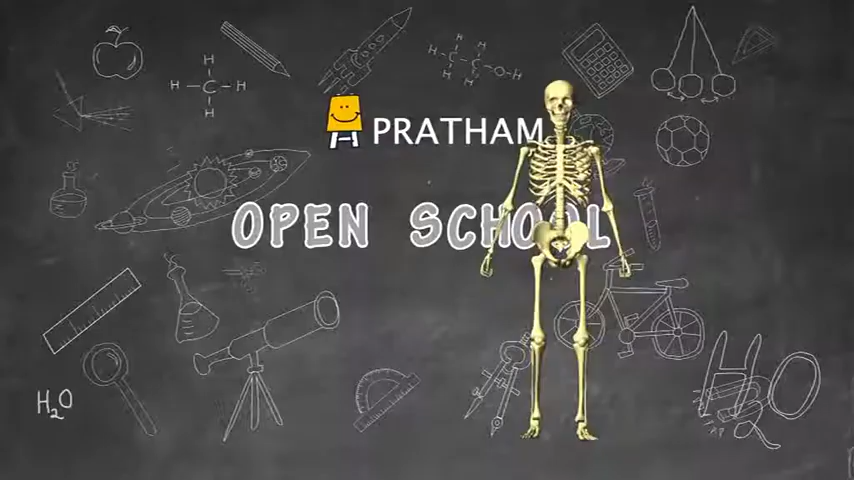 H
H C H
H
H H
C C O H
H H
PRATHAM
OPEN SCHOOL
H₂O